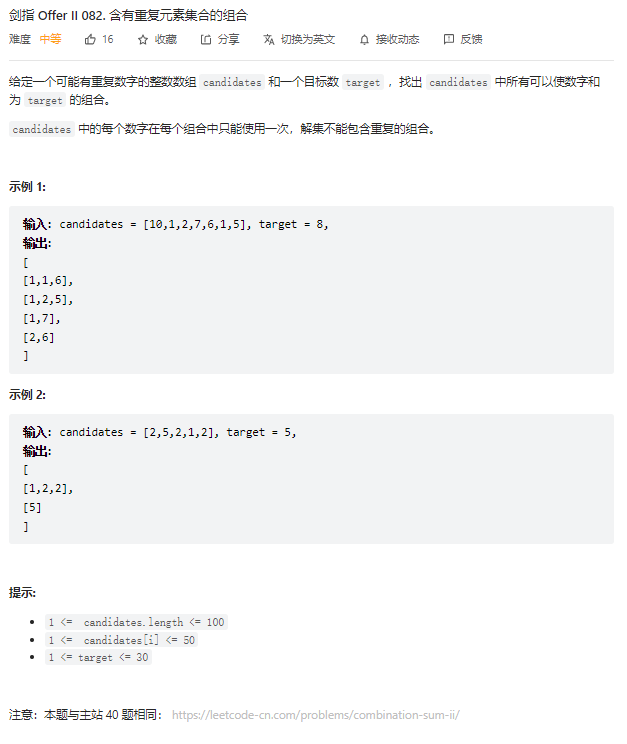 剑指 Offer II 082. 含有重复元素集合的组合
难度 中等 16 收藏 分享 切换为英文 接收动态 反馈
给定一个可能有重复数字的整数数组 candidates 和一个目标数 target ，找出 candidates 中所有可以使数字和
为 target 的组合。
candidates 中的每个数字在每个组合中只能使用一次，解集不能包含重复的组合。
示例 1:
输入: candidates = [10,1,2,7,6,1,5], target = 8,
输出:
[
[1,1,6],
[1,2,5],
[1,7],
[2,6]
]
示例 2:
输入: candidates = [2,5,2,1,2], target = 5,
输出:
[
[1,2,2],
[5]
]
提示:
• 1 <= candidates.length <= 100
• 1 <= candidates[i] <= 50
• 1 <= target <= 30
注意：本题与主站 40 题相同： https://leetcode-cn.com/problems/combination-sum-ii/